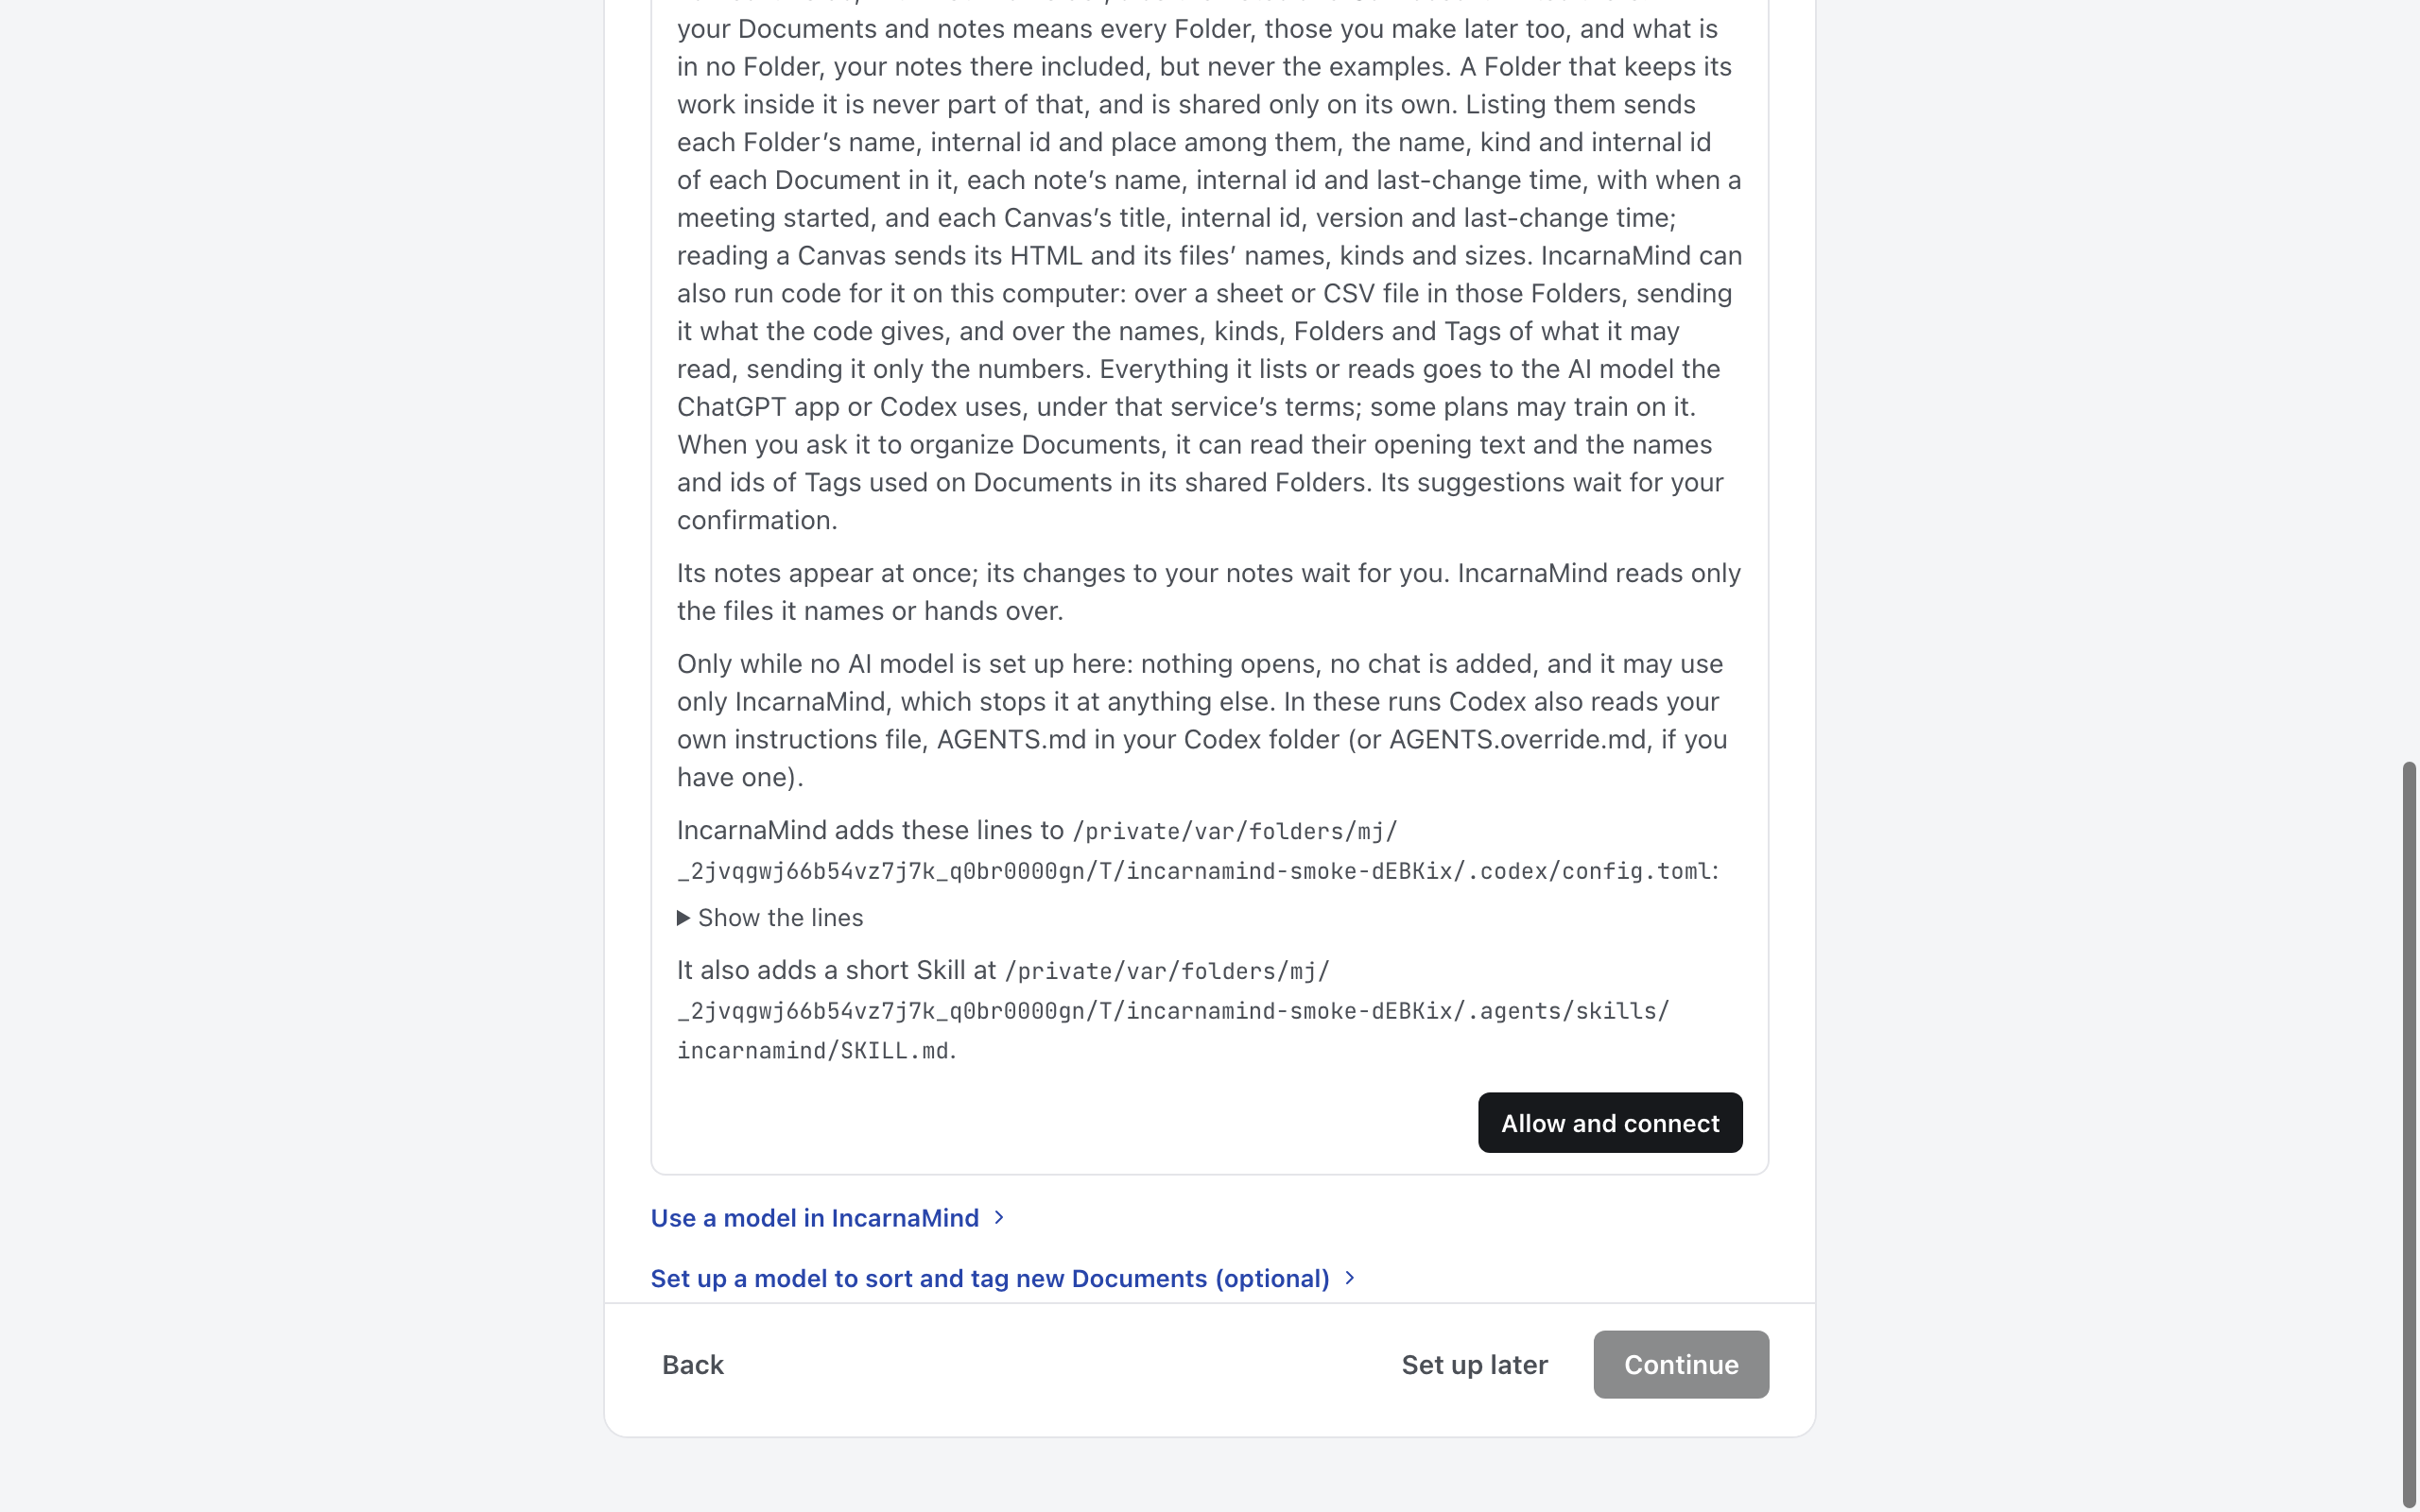 your Documents and notes means every Folder, those you make later too, and what is
in no Folder, your notes there included, but never the examples. A Folder that keeps its
work inside it is never part of that, and is shared only on its own. Listing them sends
each Folder’s name, internal id and place among them, the name, kind and internal id
of each Document in it, each note’s name, internal id and last-change time, with when a
meeting started, and each Canvas’s title, internal id, version and last-change time;
reading a Canvas sends its HTML and its files’ names, kinds and sizes. IncarnaMind can
also run code for it on this computer: over a sheet or CSV file in those Folders, sending
it what the code gives, and over the names, kinds, Folders and Tags of what it may
read, sending it only the numbers. Everything it lists or reads goes to the AI model the
ChatGPT app or Codex uses, under that service’s terms; some plans may train on it.
When you ask it to organize Documents, it can read their opening text and the names
and ids of Tags used on Documents in its shared Folders. Its suggestions wait for your
confirmation.
Its notes appear at once; its changes to your notes wait for you. IncarnaMind reads only
the files it names or hands over.
Only while no AI model is set up here: nothing opens, no chat is added, and it may use
only IncarnaMind, which stops it at anything else. In these runs Codex also reads your
own instructions file, AGENTS.md in your Codex folder (or AGENTS.override.md, if you
have one).
IncarnaMind adds these lines to /private/var/folders/mj/
_2jvqgwj66b54vz7j7k_q0br0000gn/T/incarnamind-smoke-dEBKix/.codex/config.toml:
▶ Show the lines
It also adds a short Skill at /private/var/folders/mj/
_2jvqgwj66b54vz7j7k_q0br0000gn/T/incarnamind-smoke-dEBKix/.agents/skills/
incarnamind/SKILL.md.
Allow and connect
Use a model in IncarnaMind >
Set up a model to sort and tag new Documents (optional) >
Back
Set up later
Continue